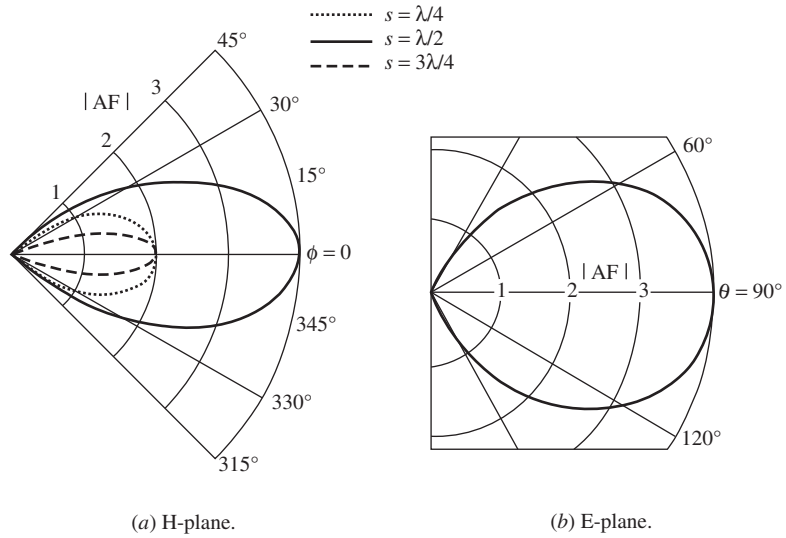 s = λ/4
s = λ/2
s = 3λ/4
45°
| AF |
3
30°
2
15°
1
ϕ = 0
345°
330°
315°
60°
| AF |
1 2 3
θ = 90°
120°
(a) H-plane.
(b) E-plane.